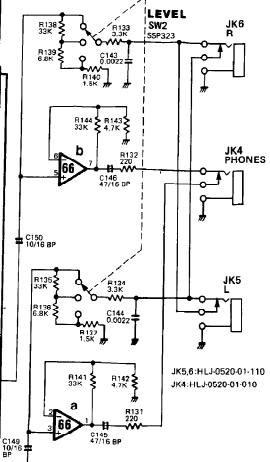 LEVEL
SW2
SSP323
R138
33K
R133
3.3K
R139
6.8K
C143
0.0022
R140
1.5K
JK6
R
b
R144
33K
R143
4.7K
6
5
66
7
R132
220
C146
47/16 BP
JK4
PHONES
C150
10/16 BP
R135
33K
R134
3.3K
R136
6.8K
C144
0.0022
R137
1.5K
JK5
L
JK5,6:HLJ-0520-01-110
JK4:HLJ-0520-01-010
a
R141
33K
R142
4.7K
2
3
66
1
R131
220
C145
47/16 BP
C149
10/16
BP